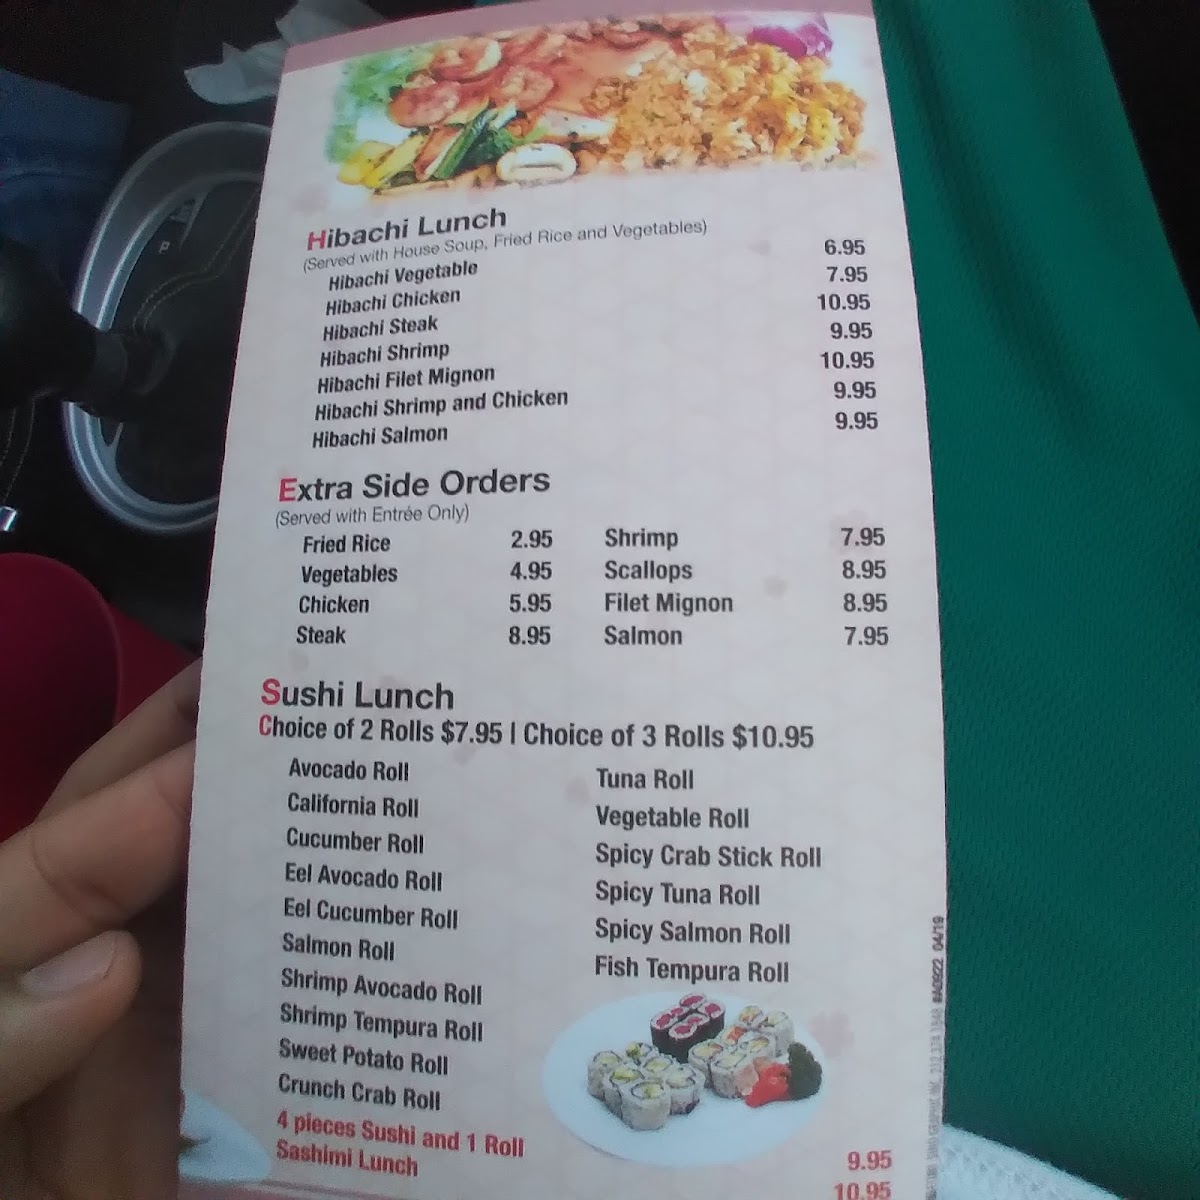 Hibachi Lunch
(Served with House Soup, Fried Rice and Vegetables)
Hibachi Vegetable 6.95
Hibachi Chicken 7.95
Hibachi Steak 10.95
Hibachi Shrimp 9.95
Hibachi Filet Mignon 10.95
Hibachi Shrimp and Chicken 9.95
Hibachi Salmon 9.95
Extra Side Orders
(Served with Entrée Only)
Fried Rice 2.95 Shrimp 7.95
Vegetables 4.95 Scallops 8.95
Chicken 5.95 Filet Mignon 8.95
Steak 8.95 Salmon 7.95
Sushi Lunch
Choice of 2 Rolls $7.95 | Choice of 3 Rolls $10.95
Avocado Roll
California Roll
Cucumber Roll
Eel Avocado Roll
Eel Cucumber Roll
Salmon Roll
Shrimp Avocado Roll
Shrimp Tempura Roll
Sweet Potato Roll
Crunch Crab Roll
Tuna Roll
Vegetable Roll
Spicy Crab Stick Roll
Spicy Tuna Roll
Spicy Salmon Roll
Fish Tempura Roll
4 pieces Sushi and 1 Roll 9.95
Sashimi Lunch 10.95
#A0922 04/19
P